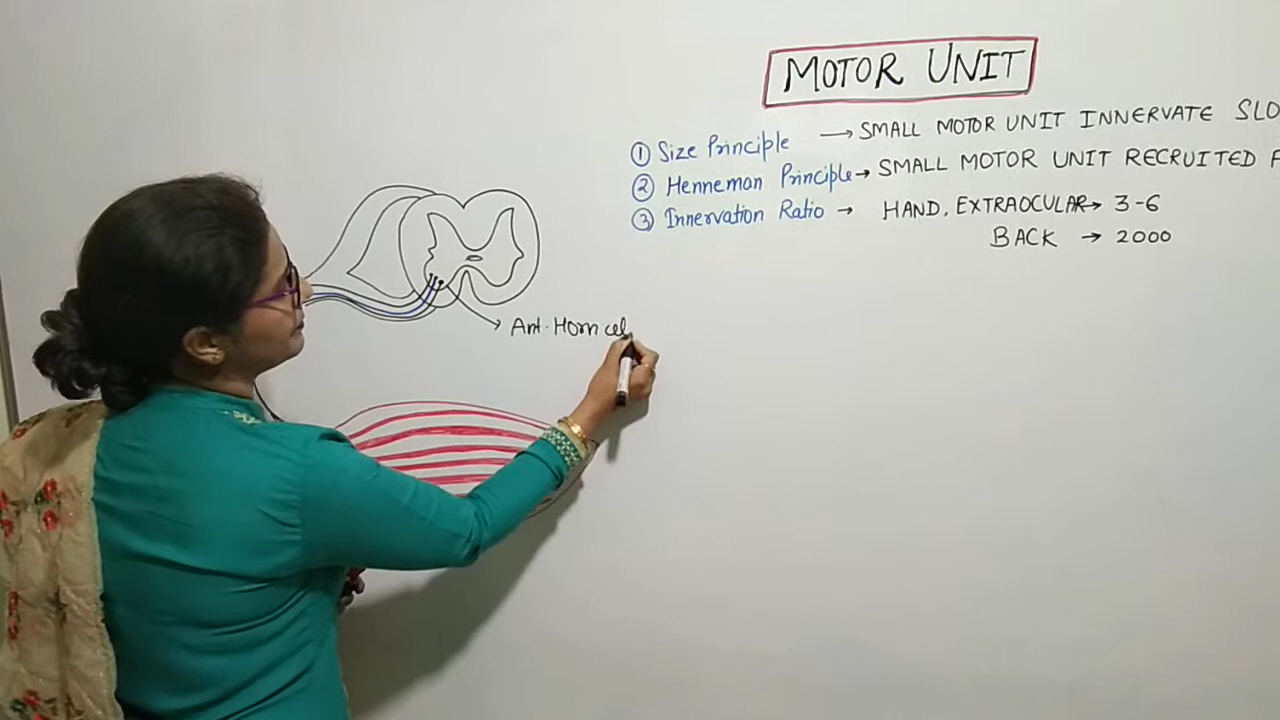 MOTOR UNIT
① Size Principle → SMALL MOTOR UNIT INNERVATE SLO
② Henneman Principle → SMALL MOTOR UNIT RECRUITED F
③ Innervation Ratio → HAND, EXTRAOCULAR → 3-6
BACK → 2000
Ant. Horn cel